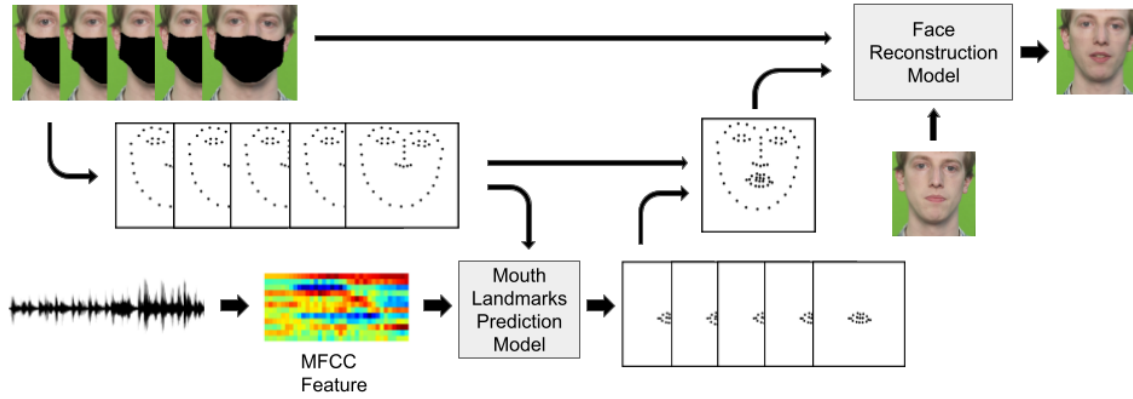 Face
Reconstruction
Model
Mouth
Landmarks
Prediction
Model
MFCC
Feature